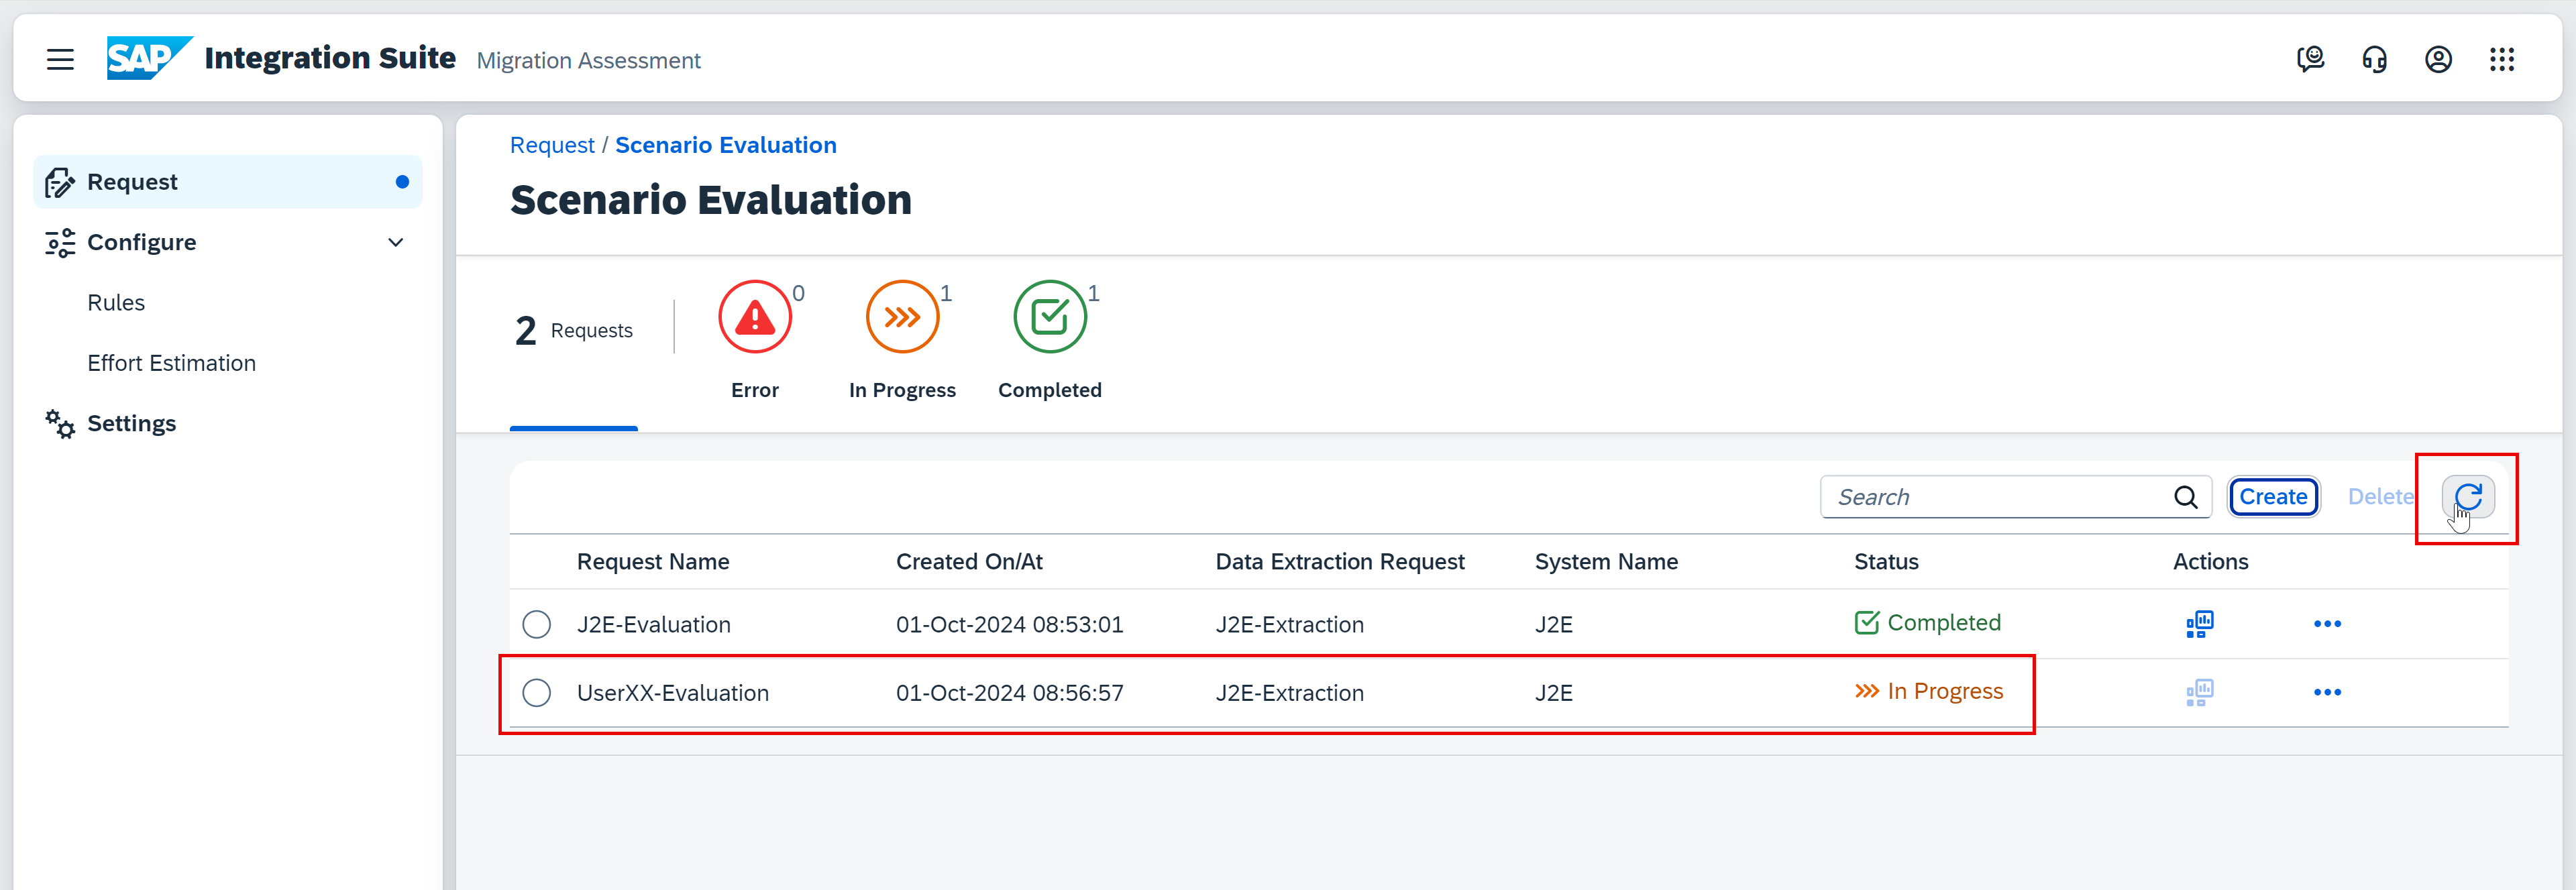 SAP Integration Suite Migration Assessment
Request
Configure
Rules
Effort Estimation
Settings
Request / Scenario Evaluation
Scenario Evaluation
2 Requests
0
Error
1
In Progress
1
Completed
Search Create Delete
Request Name Created On/At Data Extraction Request System Name Status Actions
J2E-Evaluation 01-Oct-2024 08:53:01 J2E-Extraction J2E Completed
UserXX-Evaluation 01-Oct-2024 08:56:57 J2E-Extraction J2E In Progress